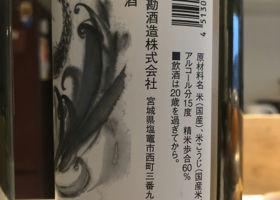 4 5130
原材料名 米(国産)、米こうじ(国産米
アルコール分15度 精米歩合60%
■飲酒は20歳を過ぎてから。
勘酒造株式会社 宮城県塩竈市西町三番九
酒